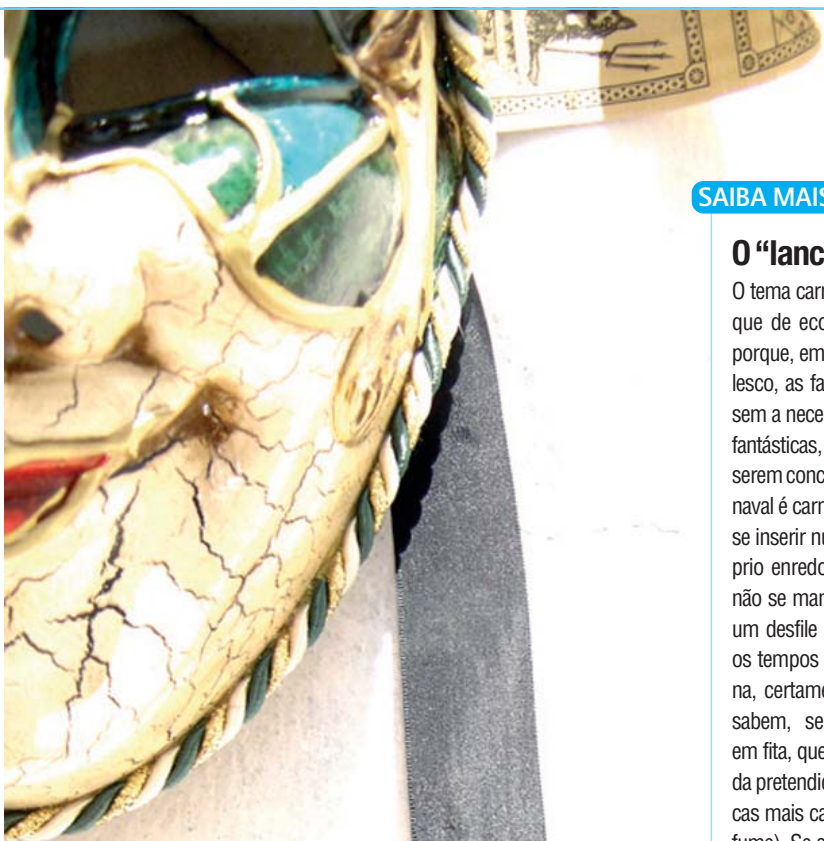 SAIBA MAIS
O “lanc
O tema carn
que de eco
porque, em
lesco, as fa
sem a nece
fantásticas,
serem conc
naval é carn
se inserir nu
prio enredo
não se man
um desfile
os tempos
na, certame
sabem, se
em fita, que
da pretendid
cas mais ca